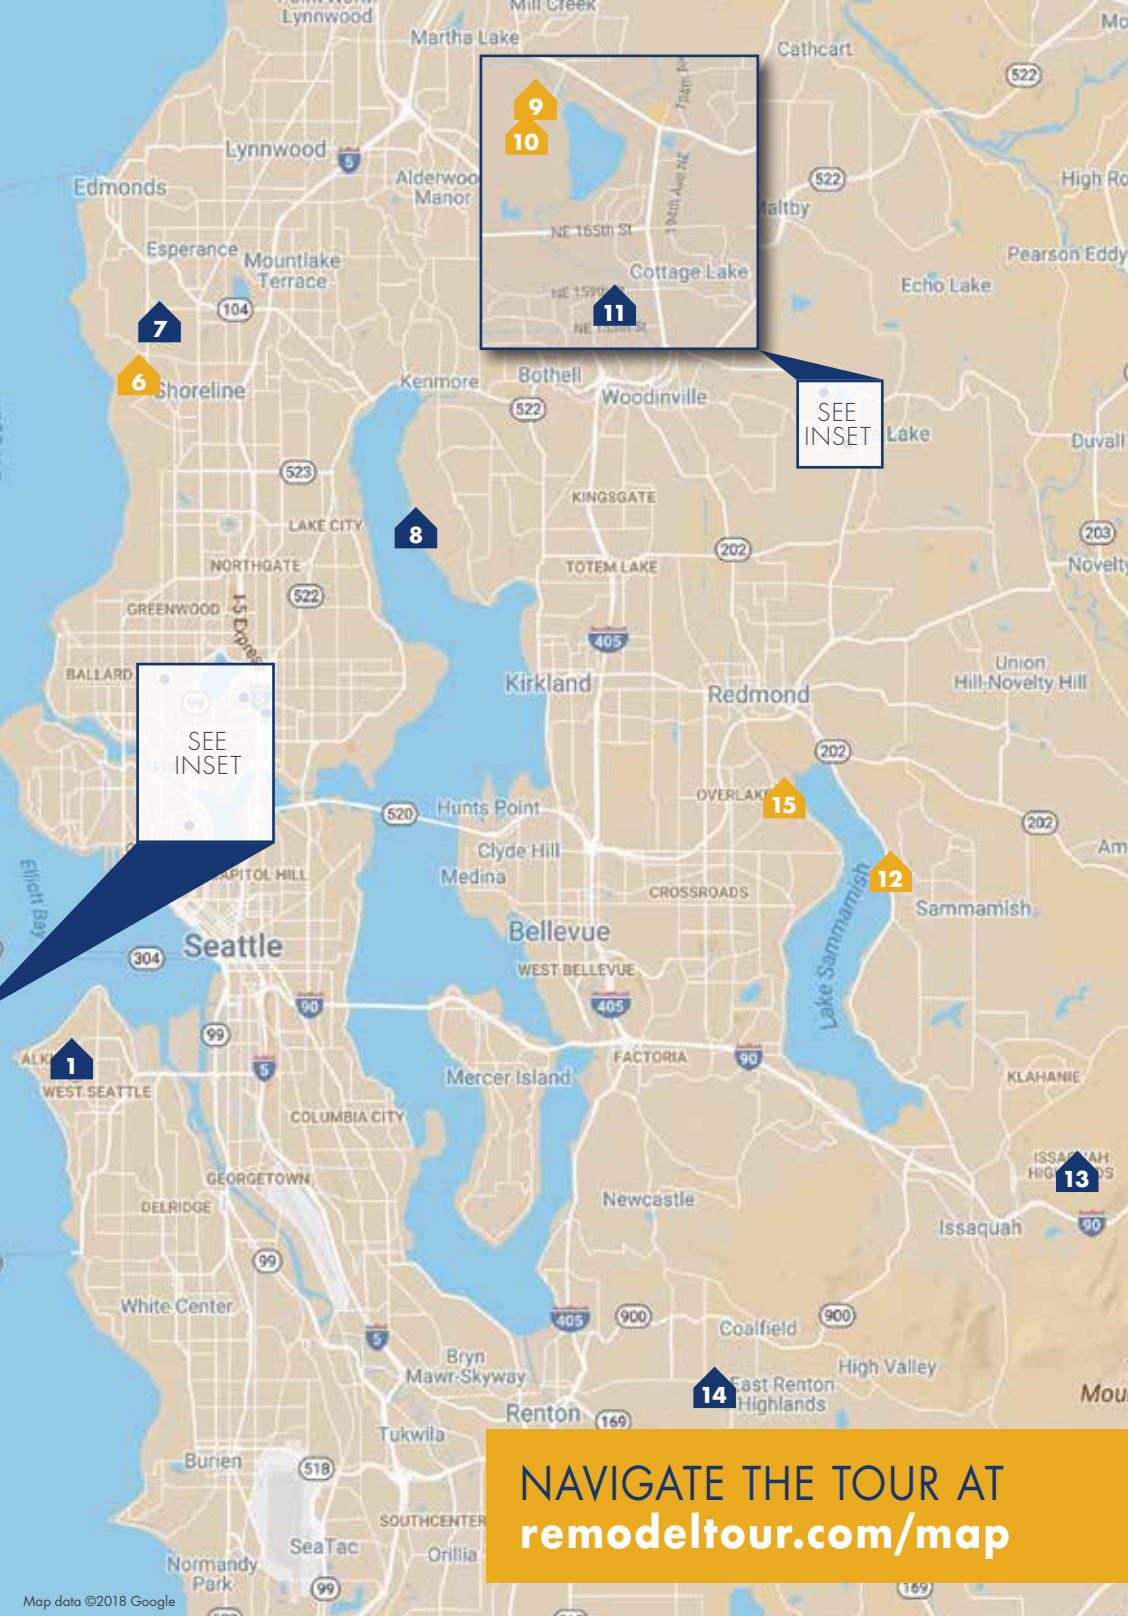 Lynnwood
Mill Creek
Martha Lake
Cathcart
522
9
10
194th Ave NE
NE 165th St
Cottage Lake
11
Lynnwood
5
Edmonds
Alderwoo
Manor
522
Maltby
High Ro
Esperance
Mountlake
Terrace
Pearson Eddy
Echo Lake
104
7
6
Shoreline
Kenmore
Bothell
522
Woodinville
SEE
INSET
Lake
Duvall
523
KINGSGATE
LAKE CITY
8
202
203
NORTHGATE
TOTEM LAKE
Novelty
522
GREENWOOD
I-5 Expres
405
BALLARD
Union
Hill-Novelty Hill
Kirkland
Redmond
99
SEE
INSET
202
OVERLAKE
15
520
Hunts Point
202
Clyde Hill
Medina
Am
CAPITOL HILL
12
CROSSROADS
Sammamish
Elliott Bay
Lake Sammamish
Seattle
Bellevue
304
WEST BELLEVUE
90
405
99
1
5
FACTORIA
90
Mercer Island
KLAHANIE
WEST SEATTLE
COLUMBIA CITY
13
GEORGETOWN
DELRIDGE
Newcastle
Issaquah
90
99
White Center
405
900
900
5
Coalfield
Bryn
Mawr-Skyway
High Valley
14
East Renton
Highlands
Mou
Renton
169
Tukwila
Burien
518
NAVIGATE THE TOUR AT
remodeltour.com/map
SOUTHCENTER
SeaTac
Orillia
Normandy
Park
99
169
Map data ©2018 Google